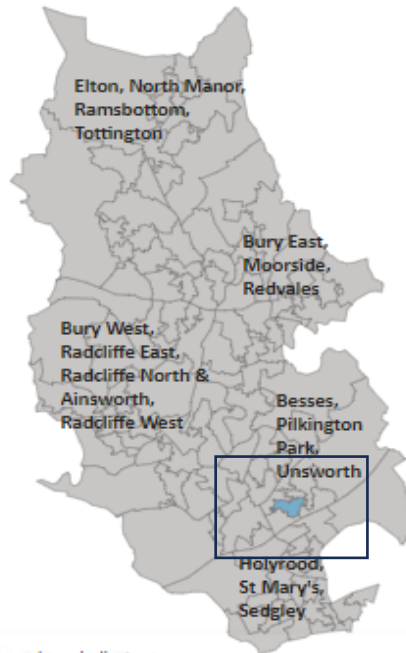 Elton, North Manor,
Ramsbottom,
Tottington
Bury East,
Moorside,
Redvales
Bury West,
Radcliffe East,
Radcliffe North &
Ainsworth,
Radcliffe West
Besses,
Pilkington
Park,
Unsworth
Holyrood,
St Mary's,
Sedgley